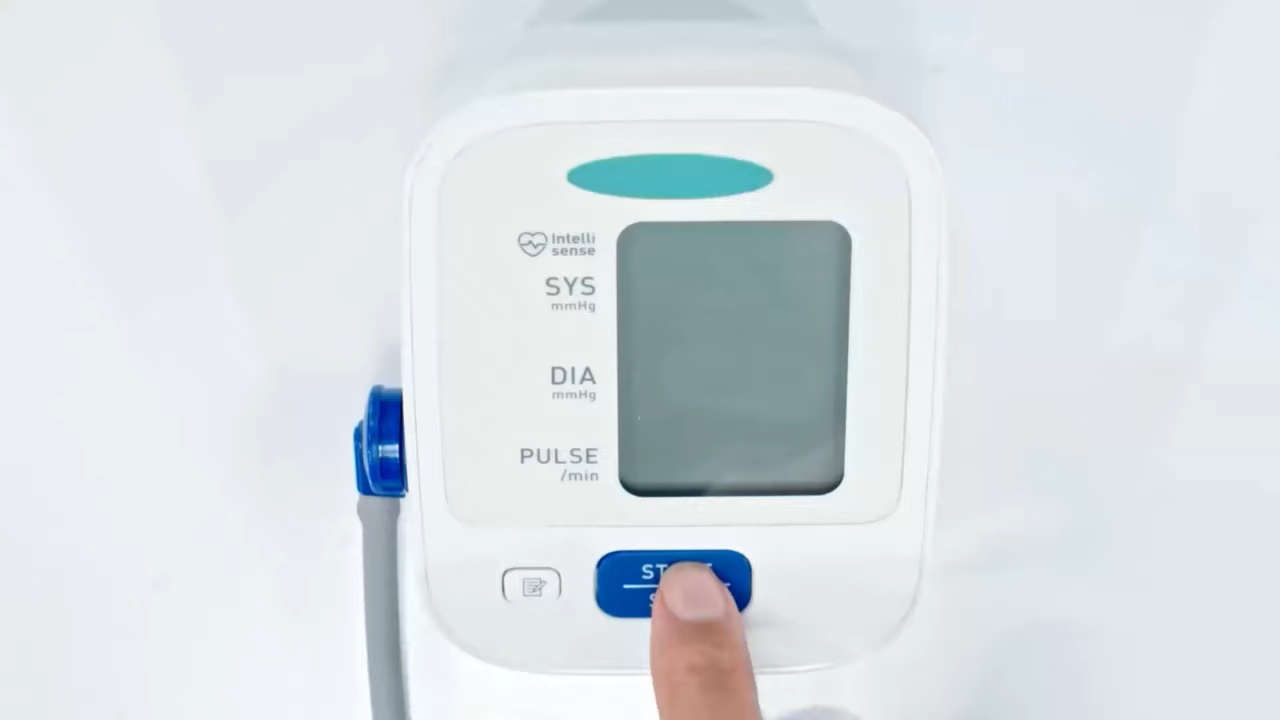 Intelli
sense
SYS
mmHg
DIA
mmHg
PULSE
/min